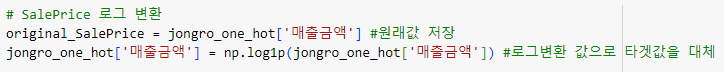 # SalePrice 로그 변환
original_SalePrice = jongro_one_hot['매출금액'] #원래값 저장
jongro_one_hot['매출금액'] = np.log1p(jongro_one_hot['매출금액']) #로그변환 값으로 타겟값을 대체